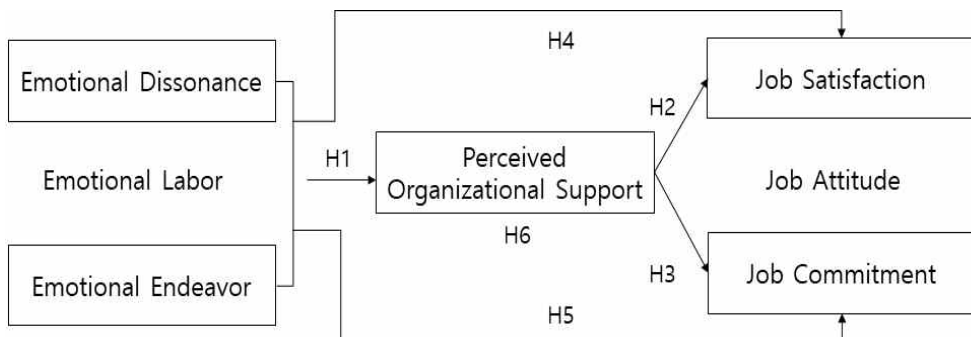 H4
Emotional Dissonance
Job Satisfaction
H2
H1
Perceived
Organizational Support
Emotional Labor
Job Attitude
H6
Emotional Endeavor
H3
Job Commitment
H5